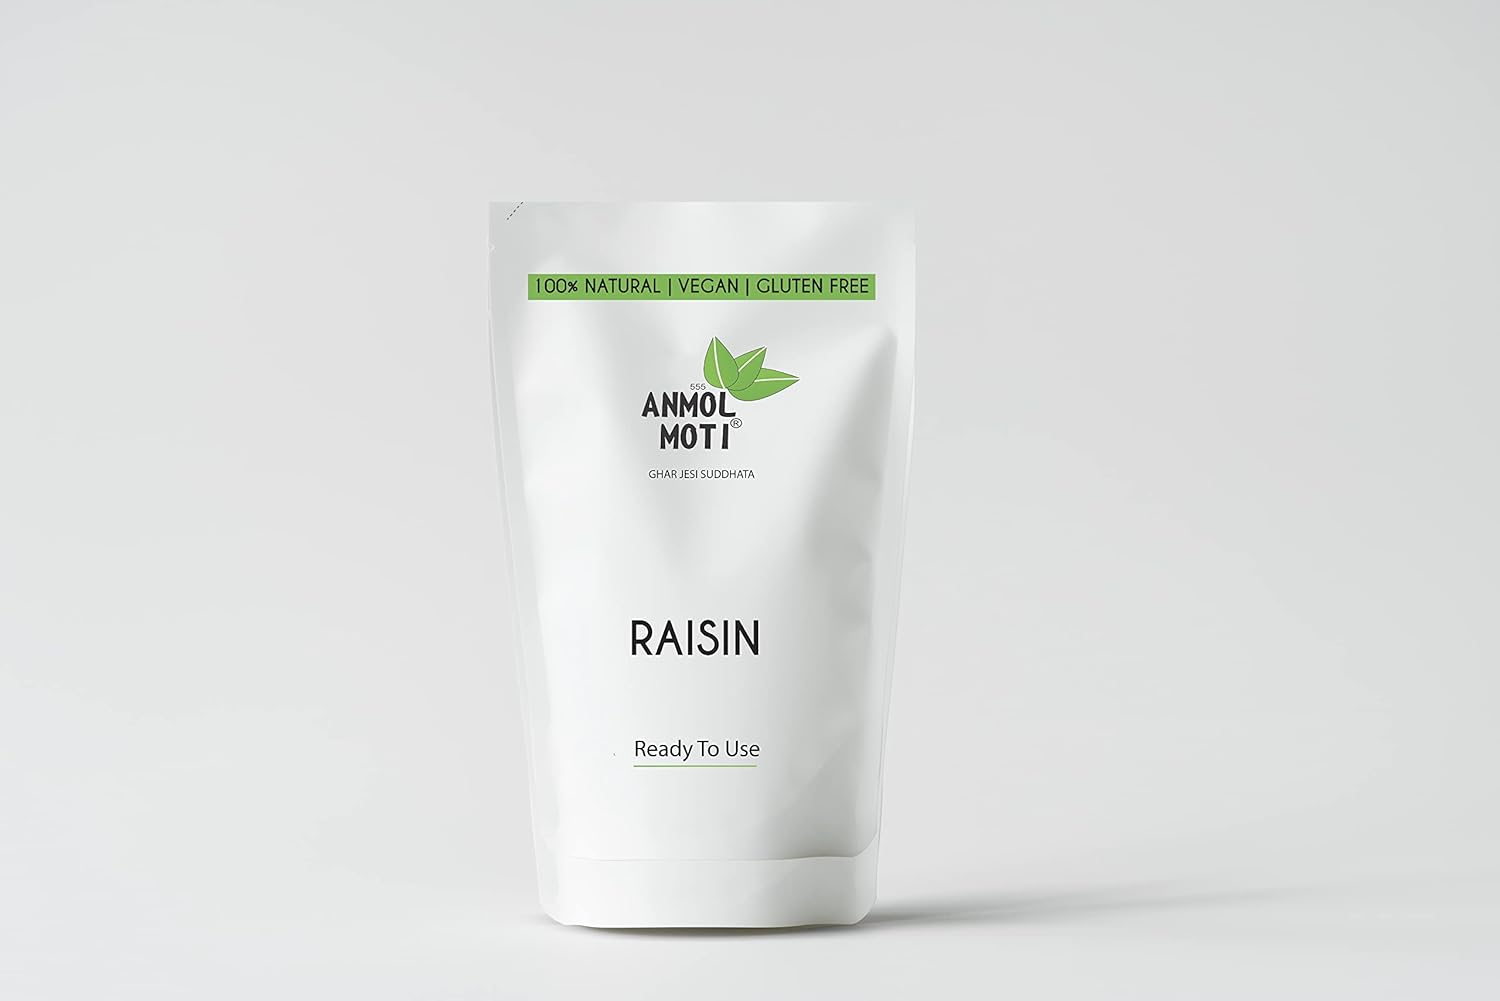 100% NATURAL | VEGAN | GLUTEN FREE
555
ANMOL
MOTI®
GHAR JESI SUDDHATA
RAISIN
Ready To Use